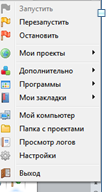 Запустить
Перезапустить
Остановить
Мои проекты
Дополнительно
Программы
Мои закладки
Мой компьютер
Папка с проектами
Просмотр логов
Настройки
Выход